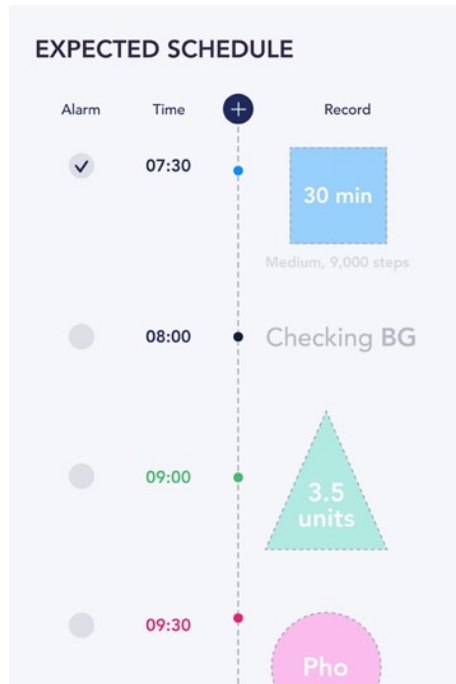 EXPECTED SCHEDULE
Alarm Time + Record
07:30 30 min
Medium, 9,000 steps
08:00 Checking BG
09:00 3.5
units
09:30
Pho